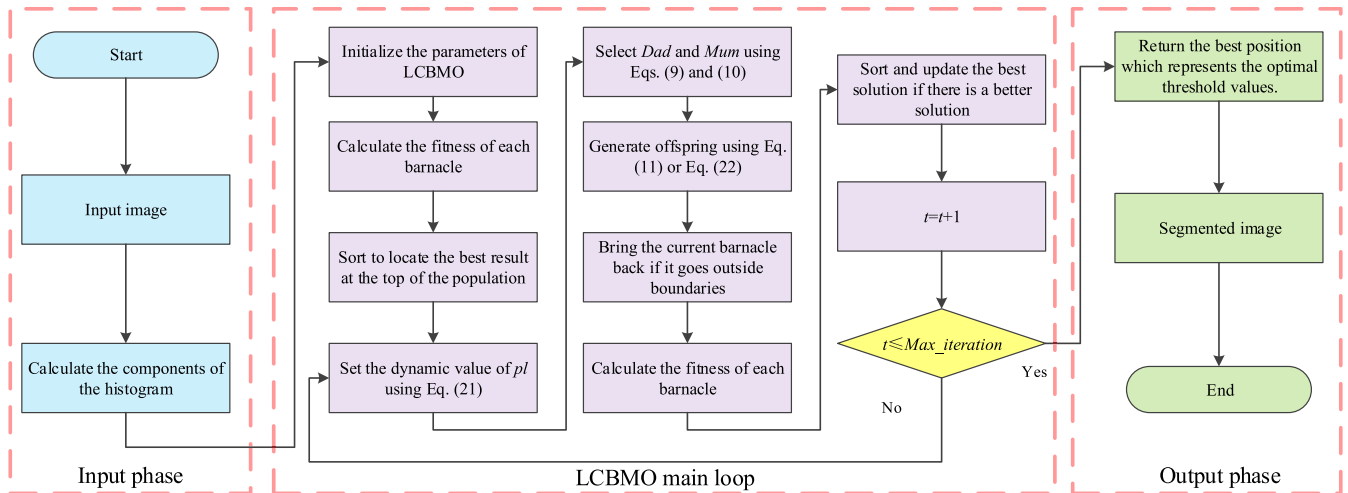 Start
Input image
Calculate the components of
the histogram
Input phase
Initialize the parameters of
LCBMO
Calculate the fitness of each
barnacle
Sort to locate the best result
at the top of the population
Set the dynamic value of pl
using Eq. (21)
Select Dad and Mum using
Eqs. (9) and (10)
Generate offspring using Eq.
(11) or Eq. (22)
Bring the current barnacle
back if it goes outside
boundaries
Calculate the fitness of each
barnacle
Sort and update the best
solution if there is a better
solution
t=t+1
t≤Max_iteration
Yes
No
LCBMO main loop
Return the best position
which represents the optimal
threshold values.
Segmented image
End
Output phase